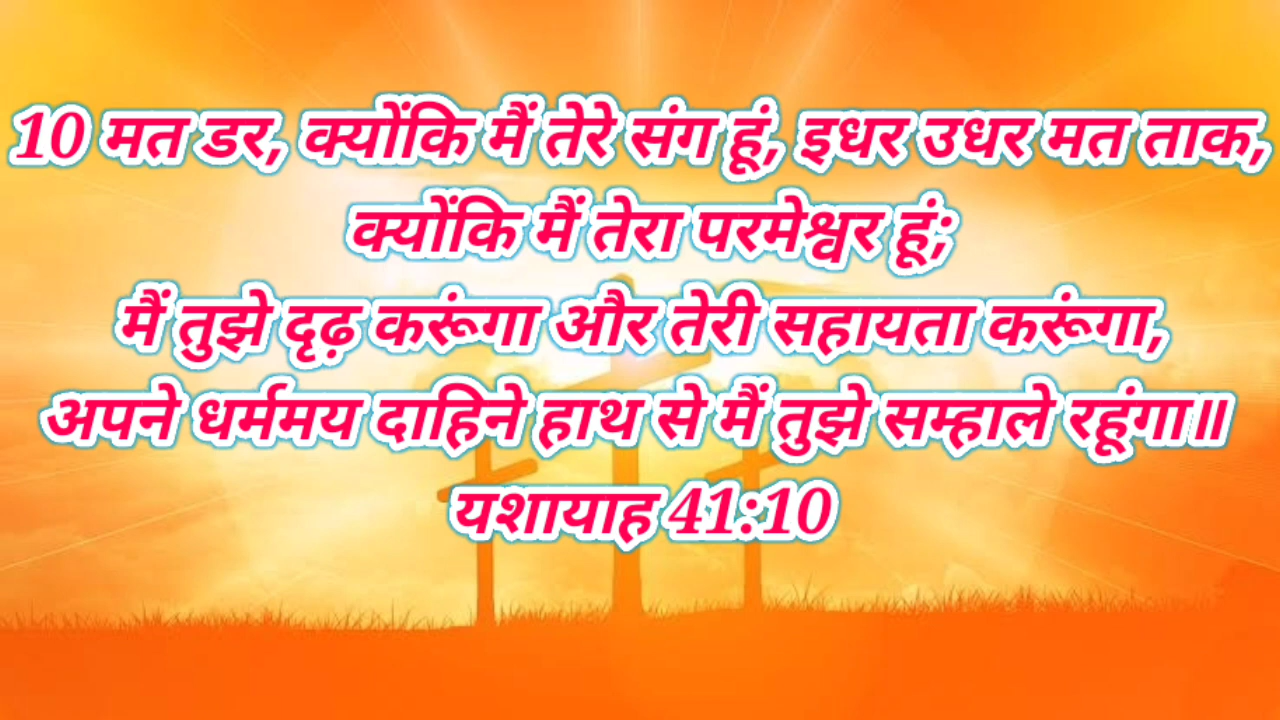 10 मत डर, क्योंकि मैं तेरे संग हूं, इधर उधर मत ताक,
क्योंकि मैं तेरा परमेश्वर हूं;
मैं तुझे दृढ़ करूंगा और तेरी सहायता करूंगा,
अपने धर्ममय दाहिने हाथ से मैं तुझे सम्हाले रहूंगा॥
यशायाह 41:10